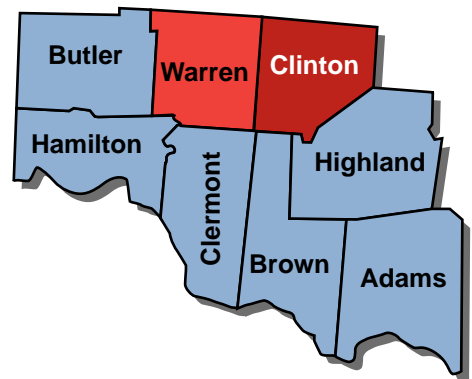 Butler
Warren
Clinton
Hamilton
Highland
Clermont
Brown
Adams